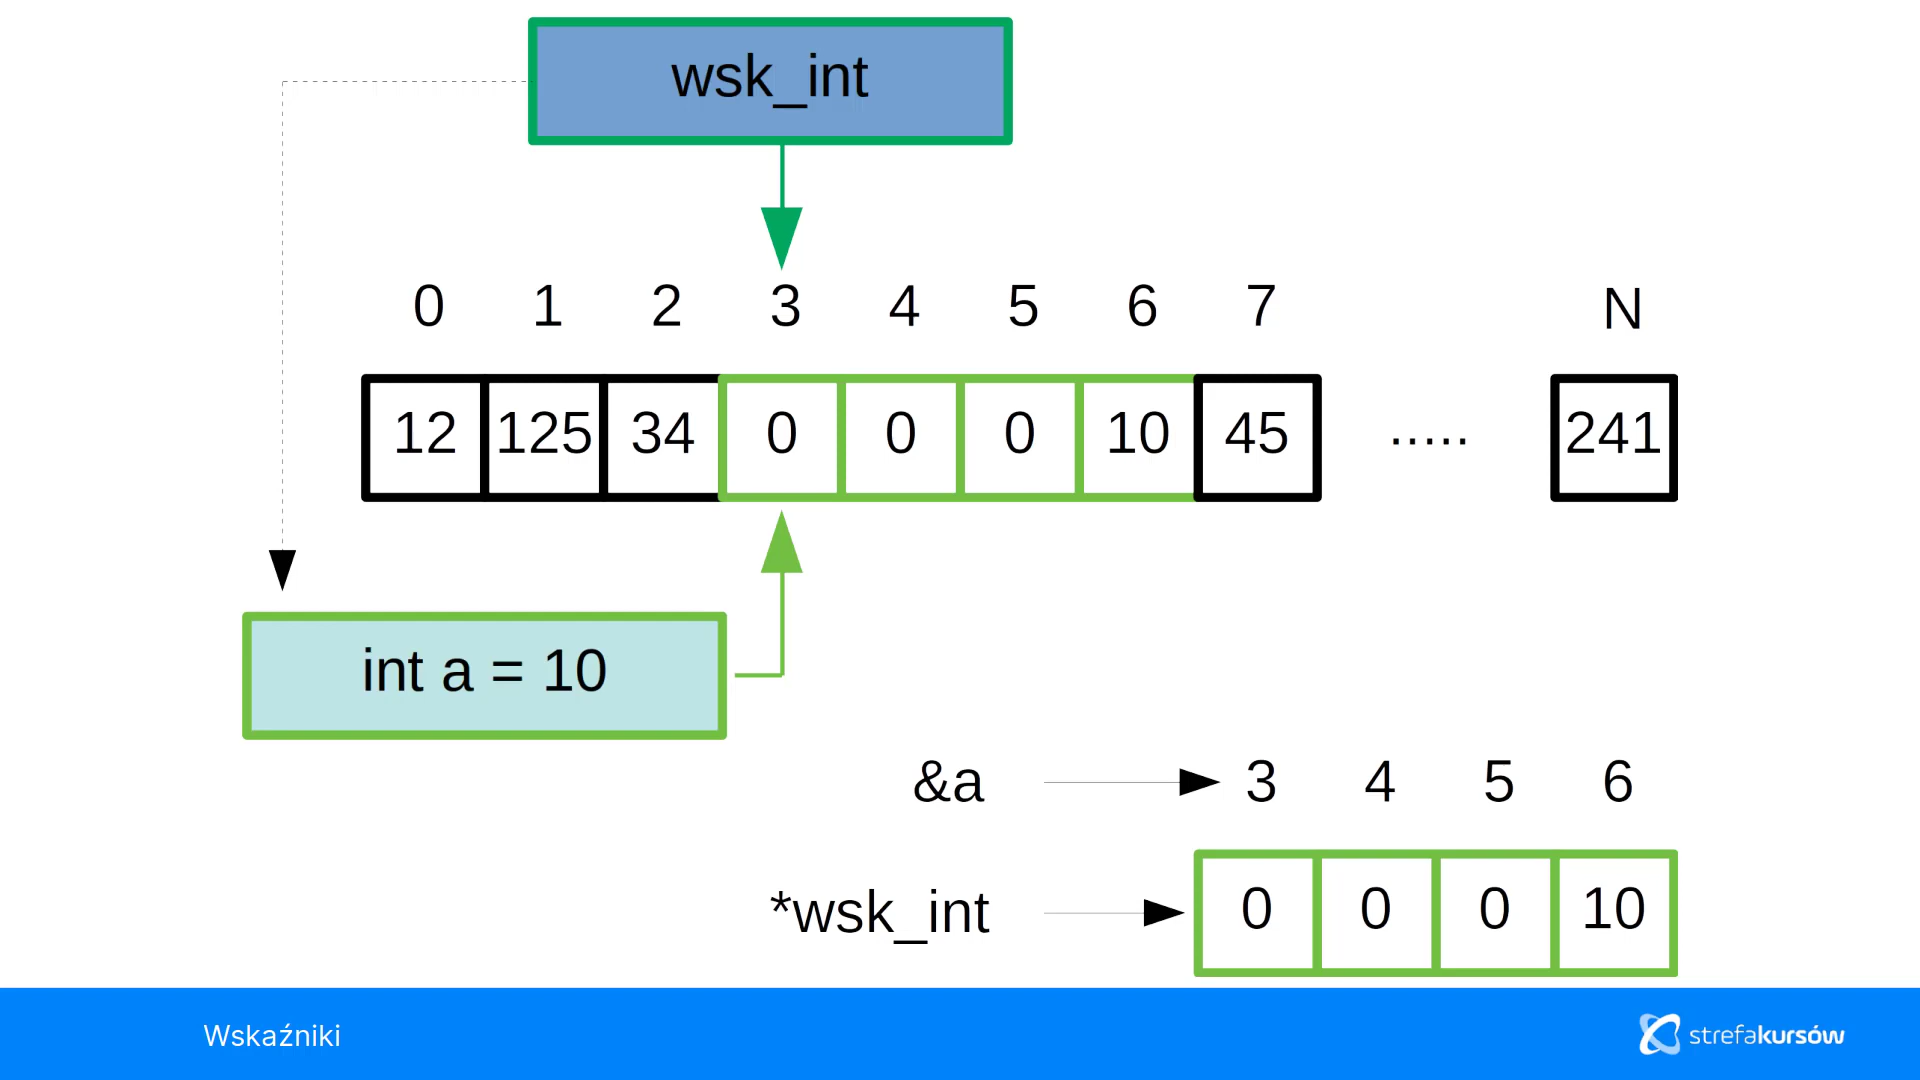 wsk_int
0 1 2 3 4 5 6 7 N
12 125 34 0 0 0 10 45 ..... 241
int a = 10
&a 3 4 5 6
*wsk_int 0 0 0 10
Wskaźniki
strefakursów